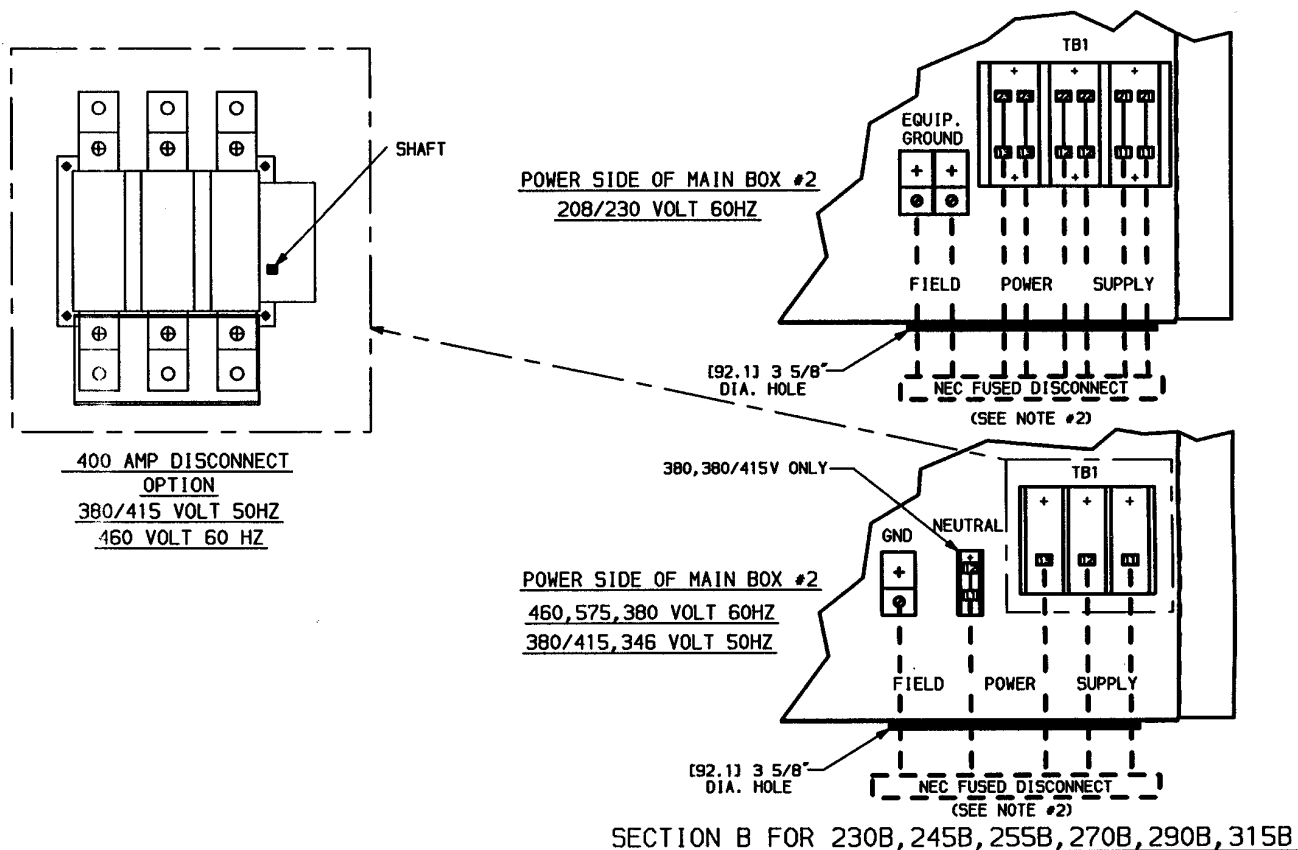 SHAFT
400 AMP DISCONNECT
OPTION
380/415 VOLT 50HZ
460 VOLT 60 HZ
POWER SIDE OF MAIN BOX #2
208/230 VOLT 60HZ
TB1
EQUIP.
GROUND
FIELD POWER SUPPLY
[92.1] 3 5/8"
DIA. HOLE
NEC FUSED DISCONNECT
(SEE NOTE #2)
380,380/415V ONLY
TB1
GND
NEUTRAL
POWER SIDE OF MAIN BOX #2
460,575,380 VOLT 60HZ
380/415,346 VOLT 50HZ
FIELD POWER SUPPLY
[92.1] 3 5/8"
DIA. HOLE
NEC FUSED DISCONNECT
(SEE NOTE #2)
SECTION B FOR 230B,245B,255B,270B,290B,315B